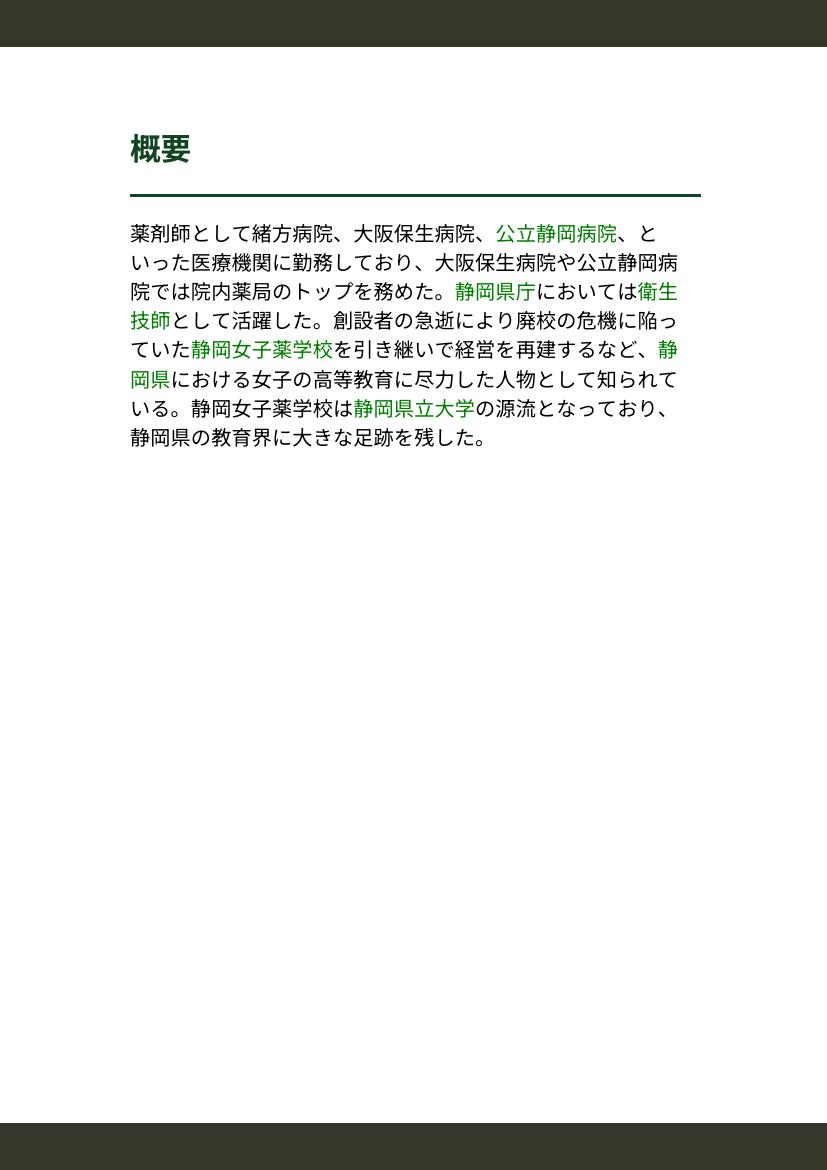 概要
薬剤師として緒方病院、大阪保生病院、公立静岡病院、と
いった医療機関に勤務しており、大阪保生病院や公立静岡病
院では院内薬局のトップを務めた。静岡県庁においては衛生
技師として活躍した。創設者の急逝により廃校の危機に陥っ
ていた静岡女子薬学校を引き継いで経営を再建するなど、静
岡県における女子の高等教育に尽力した人物として知られて
いる。静岡女子薬学校は静岡県立大学の源流となっており、
静岡県の教育界に大きな足跡を残した。